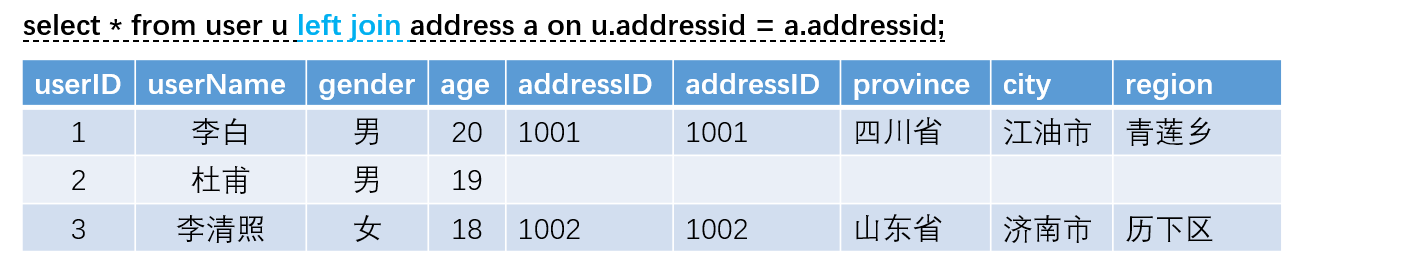 select * from user u left join address a on u.addressid = a.addressid;
userID userName gender age addressID addressID province city region
1 李白 男 20 1001 1001 四川省 江油市 青莲乡
2 杜甫 男 19
3 李清照 女 18 1002 1002 山东省 济南市 历下区